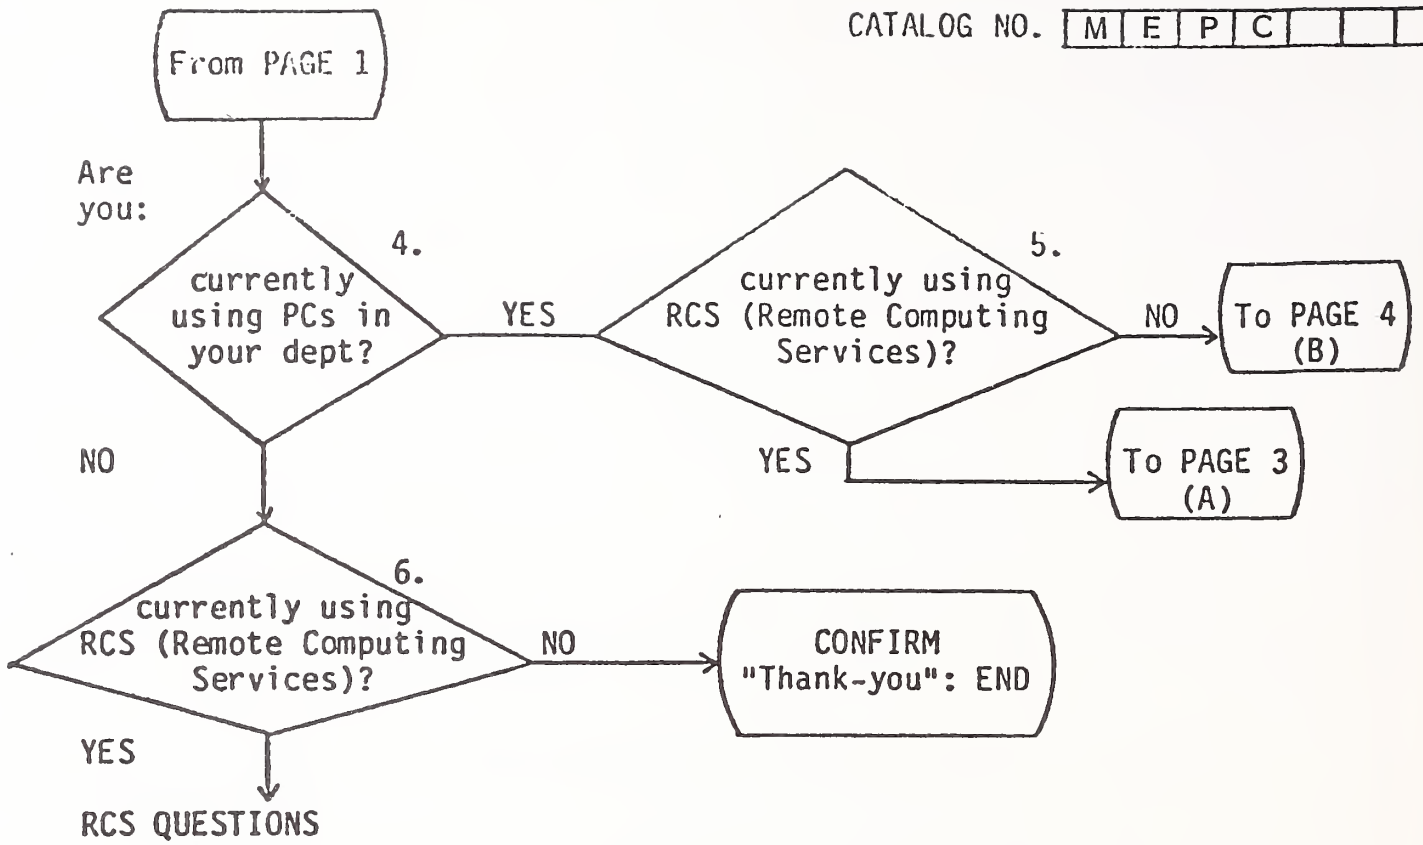 CATALOG NO. M E P C
From PAGE 1
Are
you:
4.
currently
using PCs in
your dept?
YES
5.
currently using
RCS (Remote Computing
Services)?
NO
To PAGE 4
(B)
YES
To PAGE 3
(A)
NO
6.
currently using
RCS (Remote Computing
Services)?
NO
CONFIRM
"Thank-you": END
YES
RCS QUESTIONS